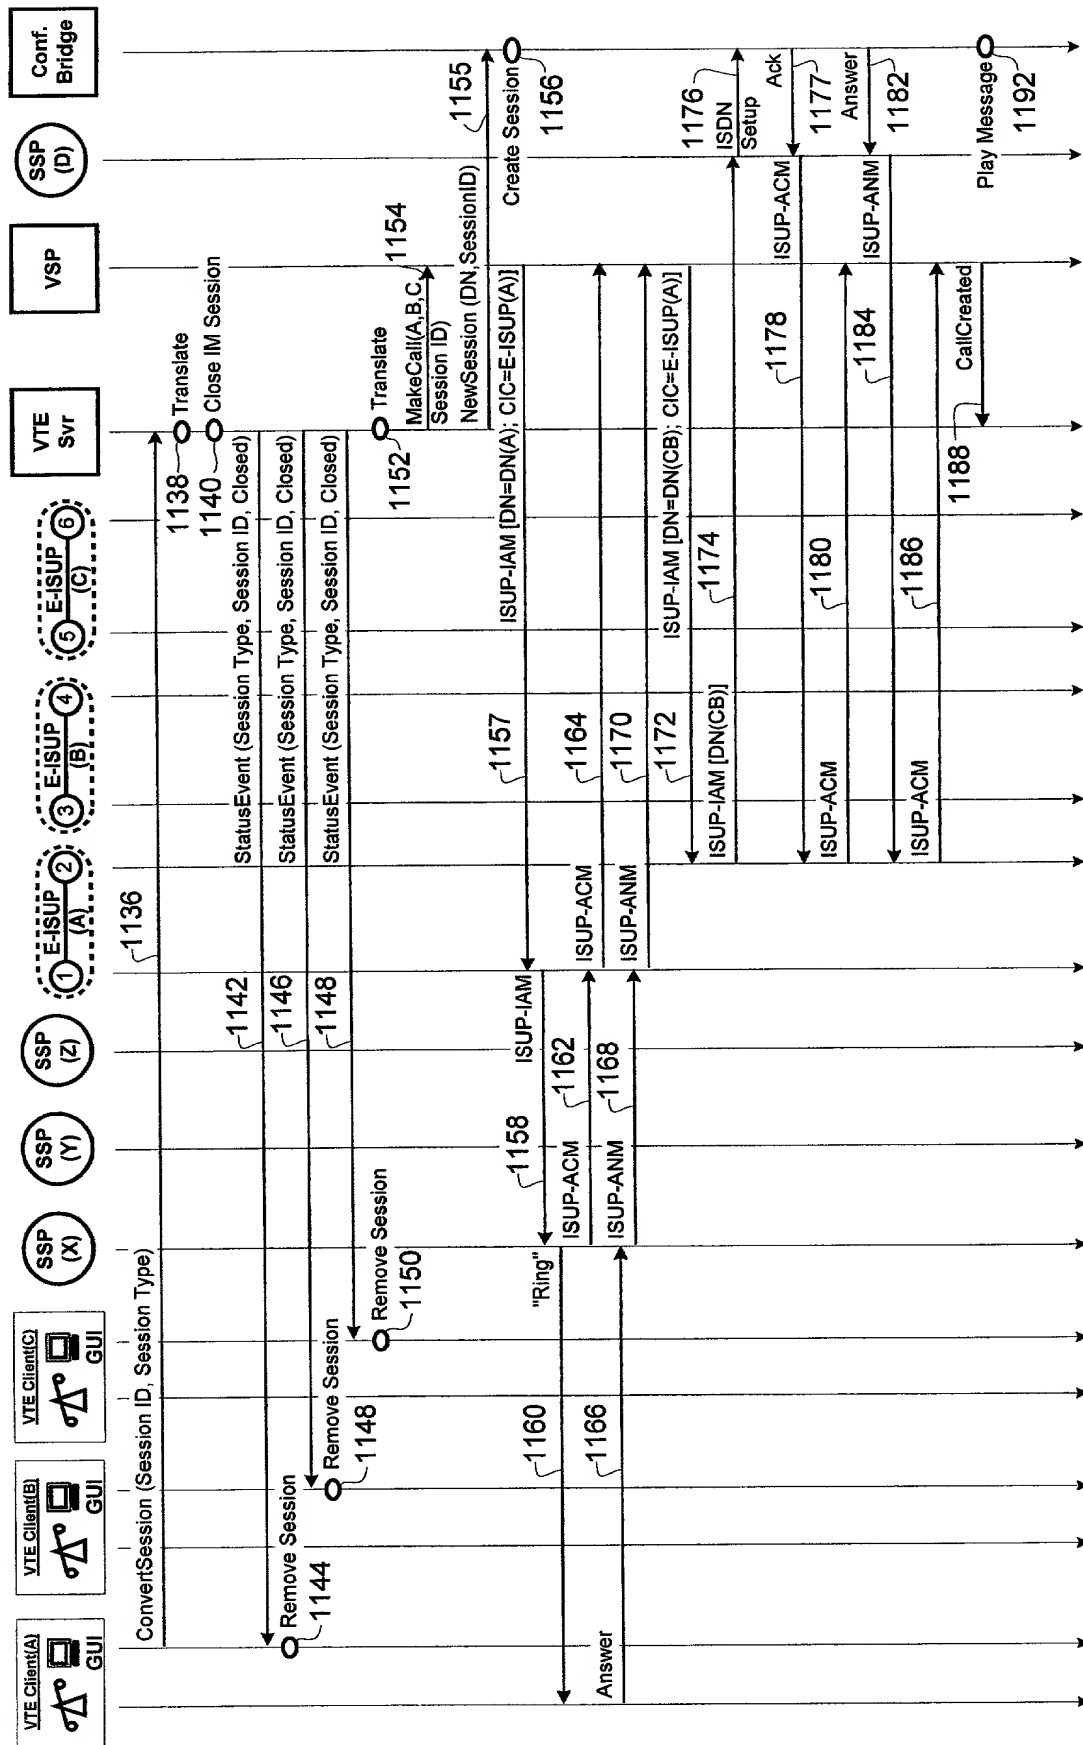 VTE Client(A)
GUI
VTE Client(B)
GUI
VTE Client(C)
GUI
SSP
(X)
SSP
(Y)
SSP
(Z)
1
E-ISUP
(A)
2
3
E-ISUP
(B)
4
5
E-ISUP
(C)
6
VTE
Svr
VSP
SSP
(D)
Conf.
Bridge
ConvertSession (Session ID, Session Type)
1136
Translate
1138
Close IM Session
1140
StatusEvent (Session Type, Session ID, Closed)
1142
Remove Session
1144
StatusEvent (Session Type, Session ID, Closed)
1146
Remove Session
1148
StatusEvent (Session Type, Session ID, Closed)
1148
Remove Session
1150
Translate
1152
MakeCall(A,B,C,
Session ID)
1154
NewSession (DN,SessionID)
1155
Create Session
1156
ISUP-IAM [DN=DN(A); CIC=E-ISUP(A)]
1157
ISUP-IAM
1158
"Ring"
1160
ISUP-ACM
1162
ISUP-ACM
1164
Answer
1166
ISUP-ANM
1168
ISUP-ANM
1170
ISUP-IAM [DN=DN(CB); CIC=E-ISUP(A)]
1172
ISUP-IAM [DN(CB)]
1174
ISDN
Setup
1176
Ack
1177
ISUP-ACM
1178
ISUP-ACM
1180
Answer
1182
ISUP-ANM
1184
ISUP-ACM
1186
CallCreated
1188
Play Message
1192